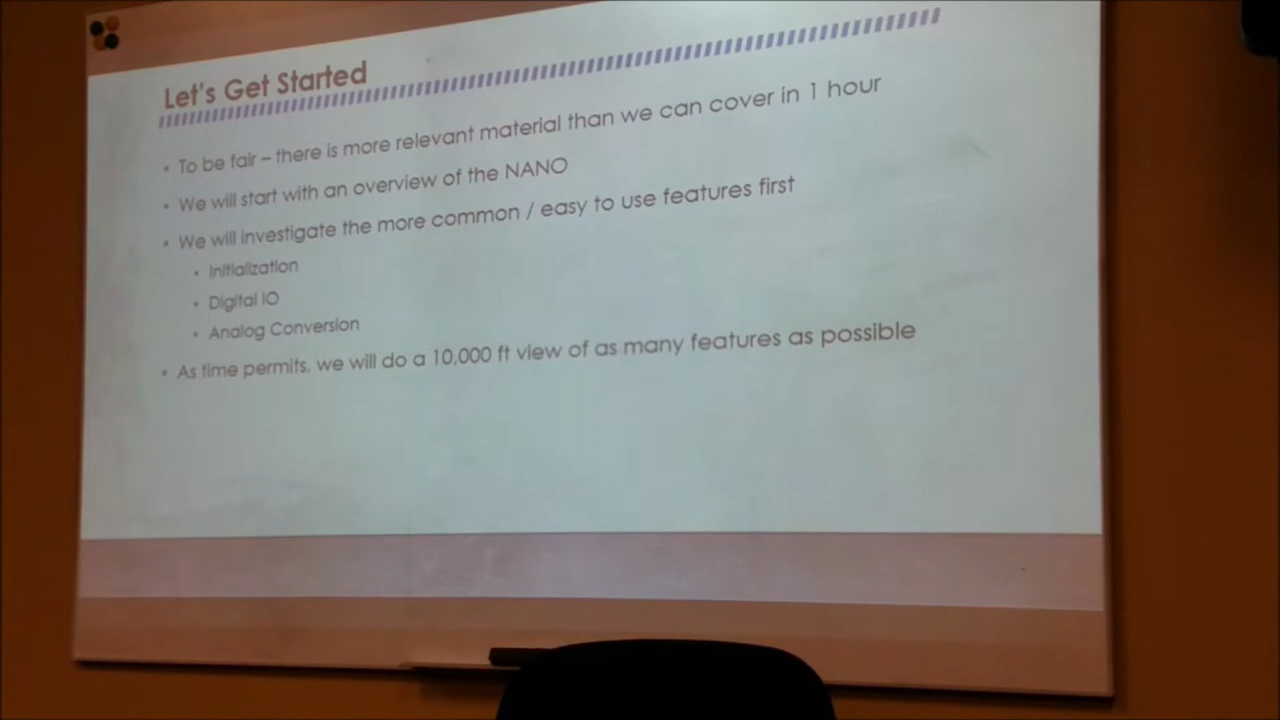 Let's Get Started
• To be fair – there is more relevant material than we can cover in 1 hour
• We will start with an overview of the NANO
• We will investigate the more common / easy to use features first
• Initialization
• Digital IO
• Analog Conversion
• As time permits, we will do a 10,000 ft view of as many features as possible